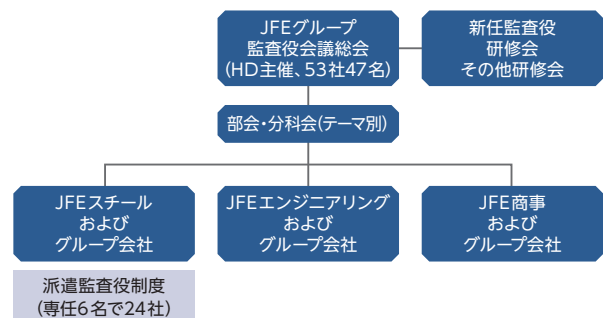 JFEグループ
監査役会議総会
(HD主催、53社47名)
新任監査役
研修会
その他研修会
部会・分科会(テーマ別)
JFEスチール
および
グループ会社
JFEエンジニアリング
および
グループ会社
JFE商事
および
グループ会社
派遣監査役制度
(専任6名で24社)